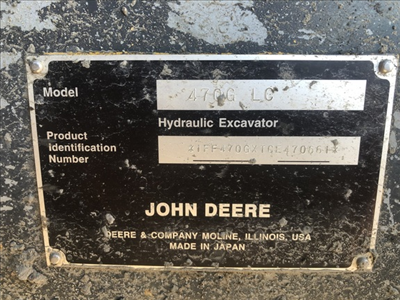 Model 470G LC
Hydraulic Excavator
Product
identification
Number
JOHN DEERE
DEERE & COMPANY MOLINE, ILLINOIS, USA
MADE IN JAPAN